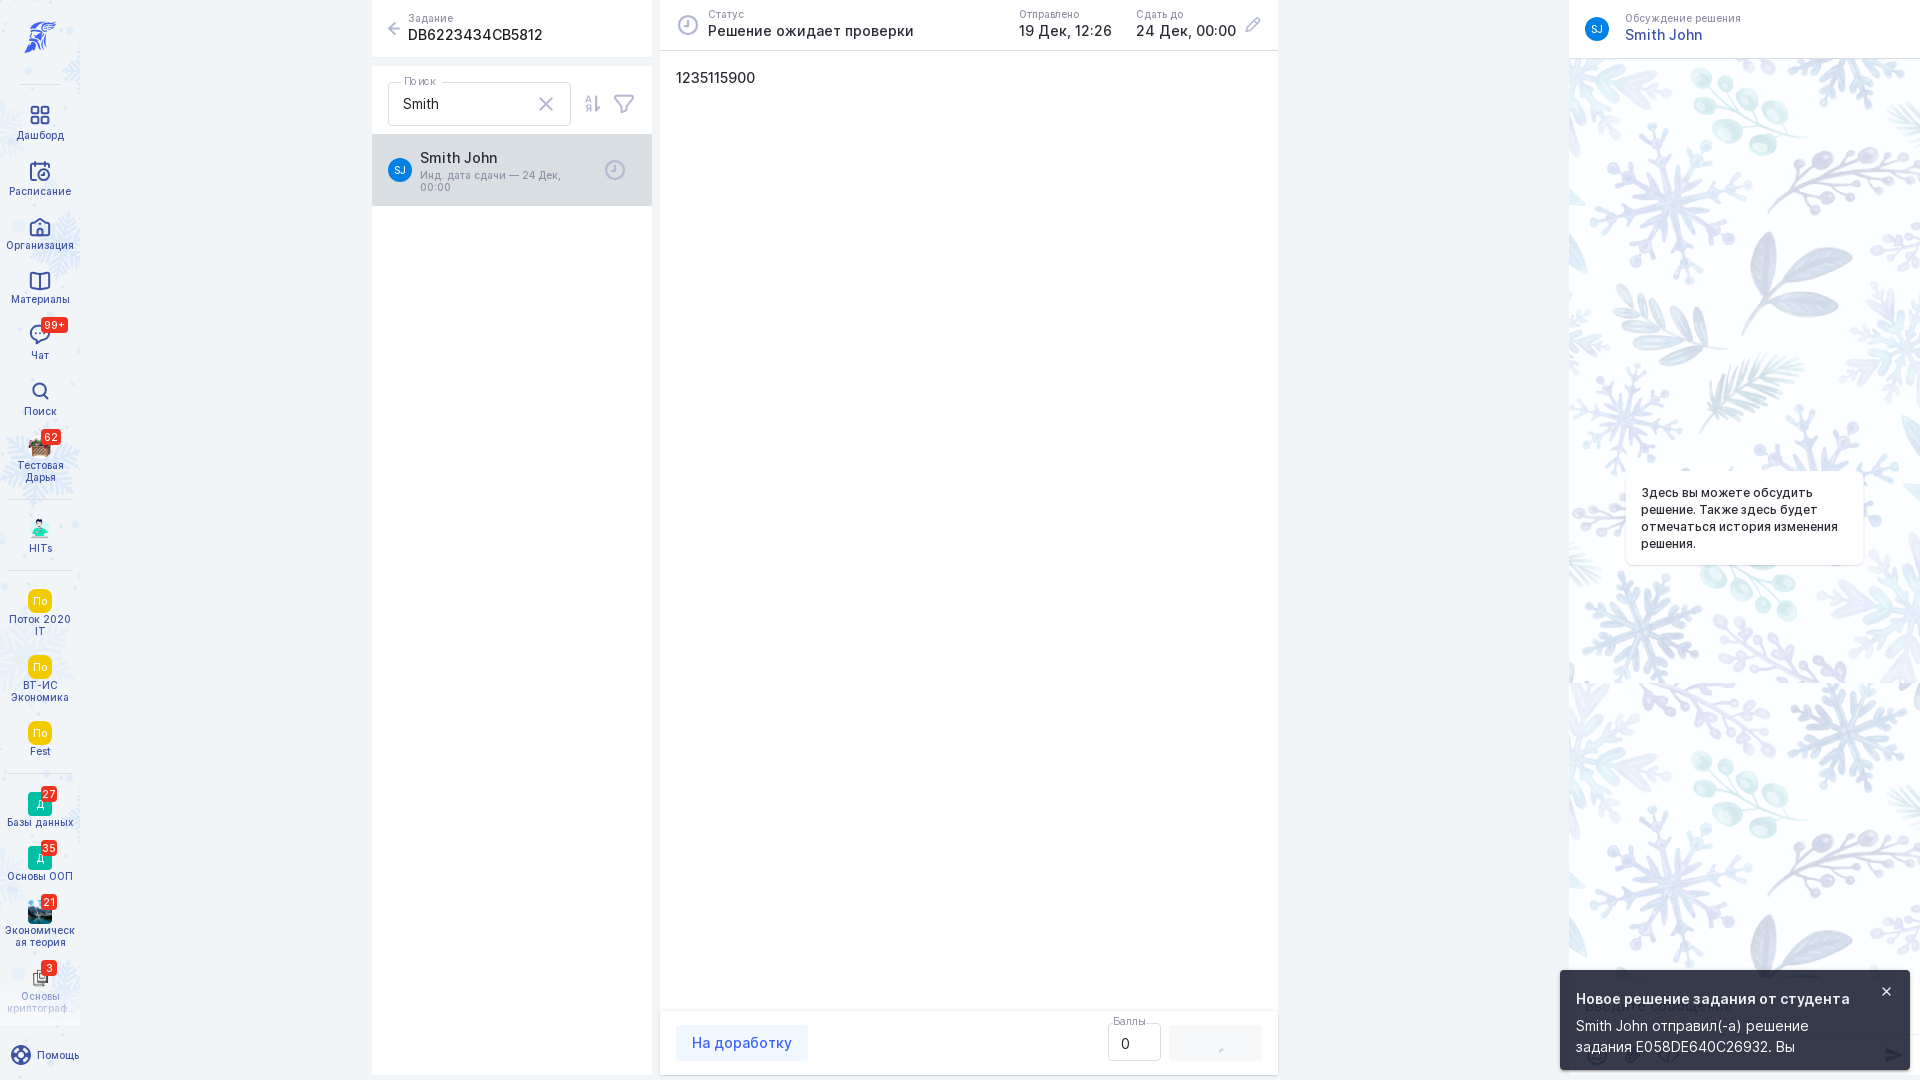 Дашборд
Расписание
Организация
Материалы
99+
Чат
Поиск
62
Тестовая
Дарья
HITs
По
Поток 2020
IT
По
ВТ-ИС
Экономика
По
Fest
27
Д
Базы данных
35
Д
Основы ООП
21
Экономическ
ая теория
3
Основы
криптограф...
Помощь
Задание
DB6223434CB5812
Поиск
Smith
А
Я
SJ
Smith John
Инд. дата сдачи — 24 Дек,
00:00
Статус
Решение ожидает проверки
Отправлено
19 Дек, 12:26
Сдать до
24 Дек, 00:00
1235115900
На доработку
Баллы
0
SJ
Обсуждение решения
Smith John
Здесь вы можете обсудить
решение. Также здесь будет
отмечаться история изменения
решения.
Новое решение задания от студента
Smith John отправил(-а) решение
задания E058DE640C26932. Вы